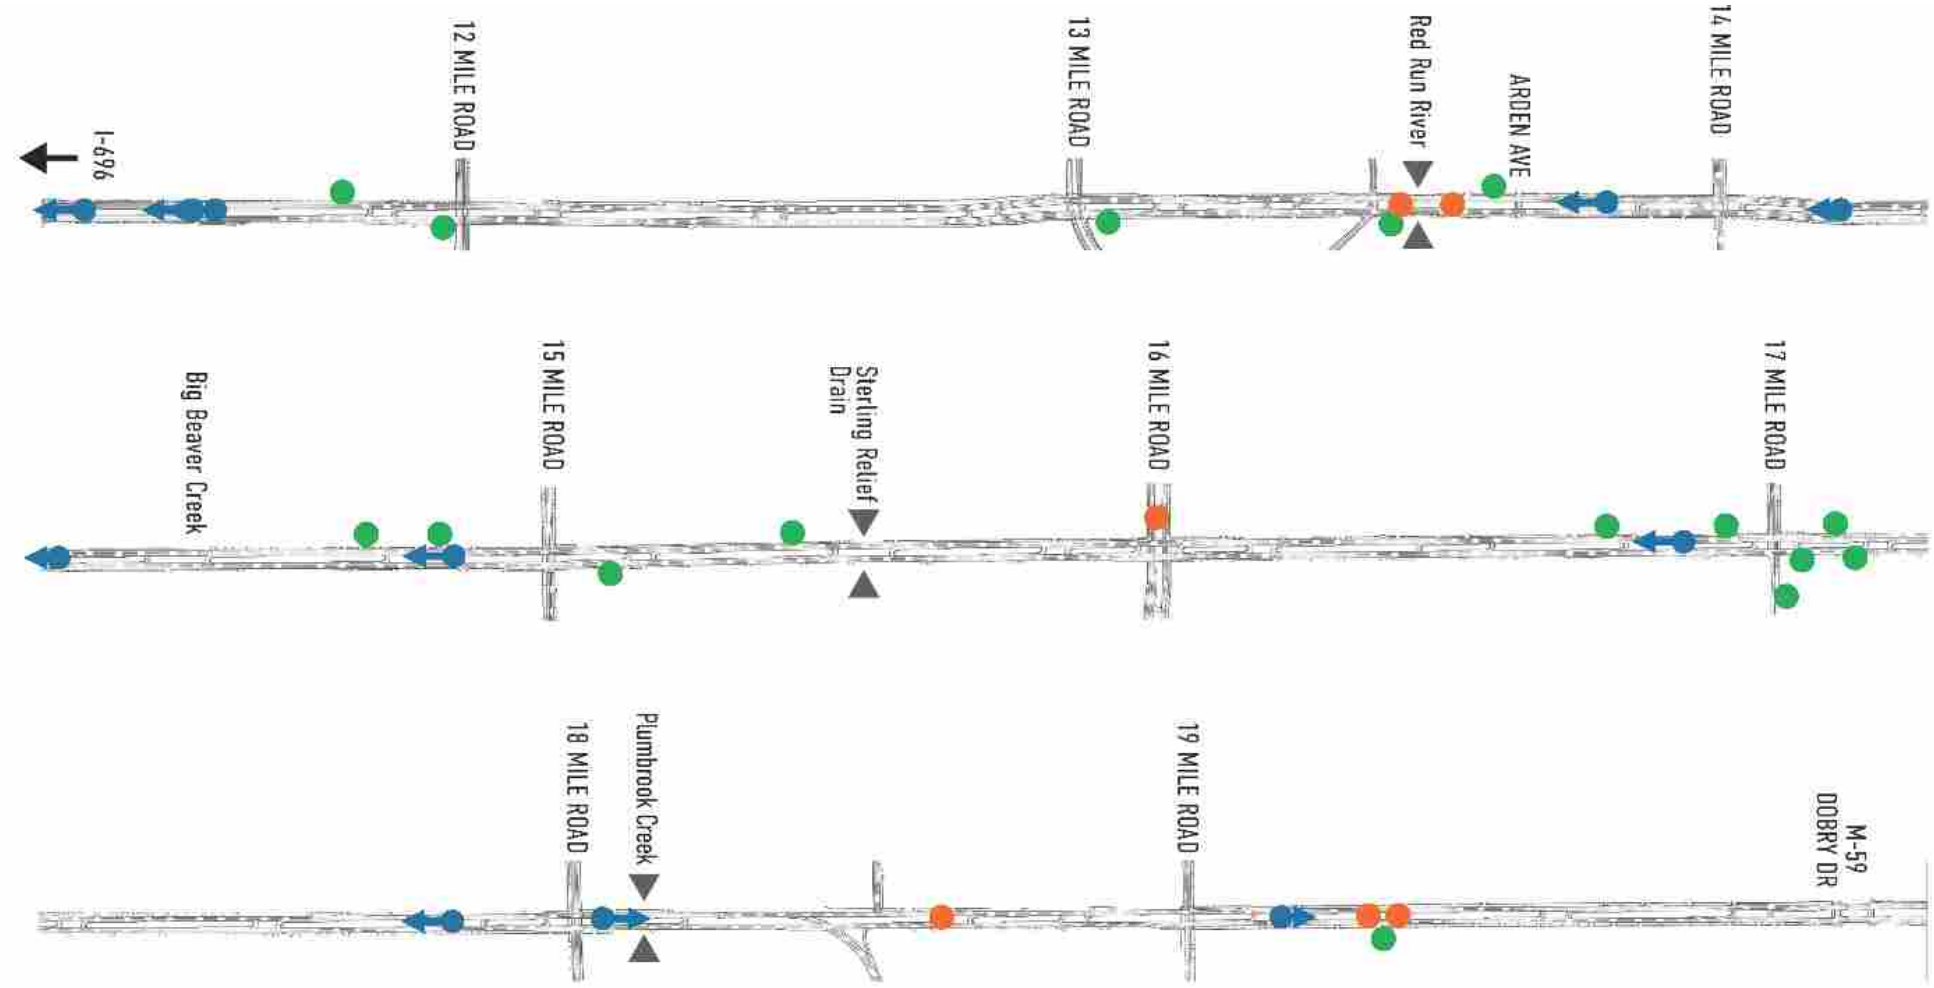 I-696
12 MILE ROAD
13 MILE ROAD
Red Run River
ARDEN AVE
14 MILE ROAD
Big Beaver Creek
15 MILE ROAD
Sterling Relief
Drain
16 MILE ROAD
17 MILE ROAD
18 MILE ROAD
Plumbrook Creek
19 MILE ROAD
M-59
DOBRY DR